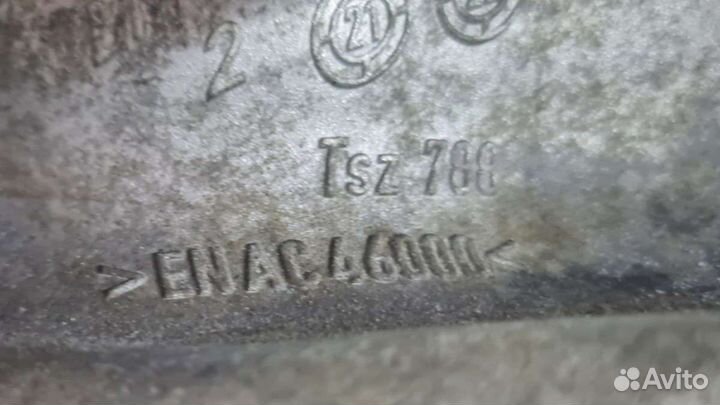 2 21
Tsz 788
>ENAC46000<
Avito